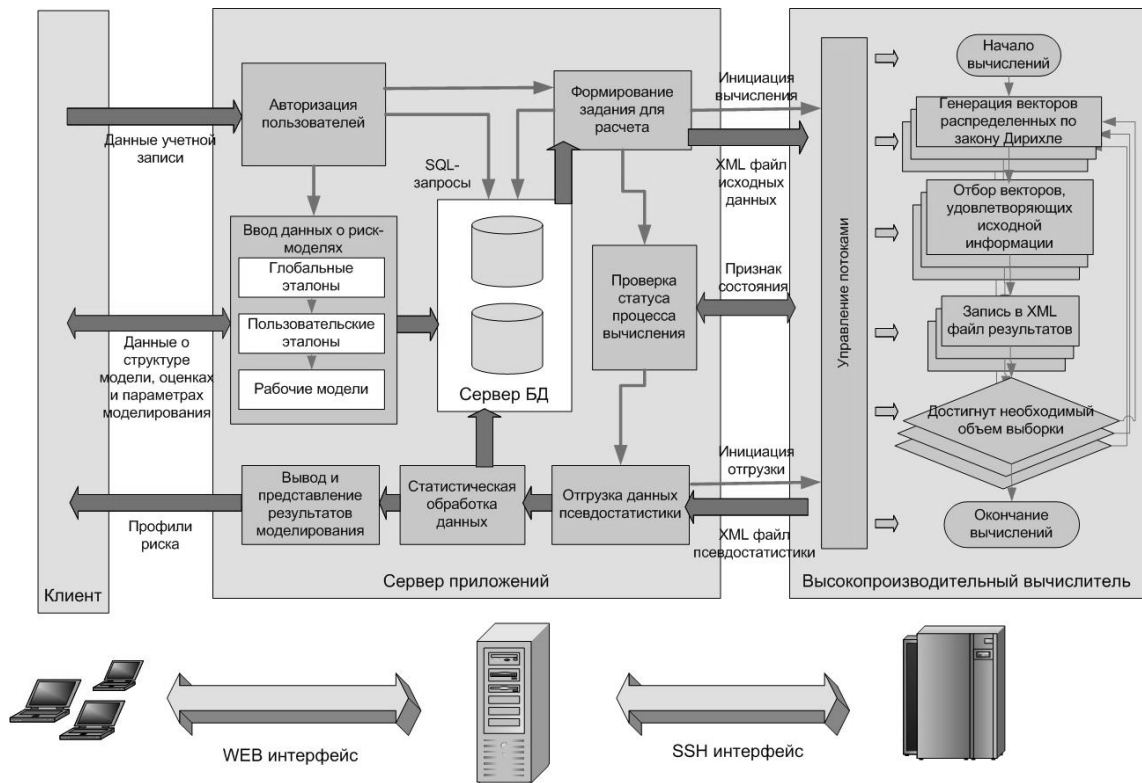 Данные учетной
записи
Данные о
структуре
модели, оценках
и параметрах
моделирования
Профили
риска
Клиент
Авторизация
пользователей
SQL-
запросы
Ввод данных о риск-
моделях
Глобальные
эталоны
Пользовательские
эталоны
Рабочие модели
Сервер БД
Формирование
задания для
расчета
Проверка
статуса
процесса
вычисления
Вывод и
представление
результатов
моделирования
Статистическая
обработка
данных
Отгрузка данных
псевдостатистики
Сервер приложений
Инициация
вычисления
XML файл
исходных
данных
Признак
состояния
Инициация
отгрузки
XML файл
псевдостатистики
Управление потоками
Начало
вычислений
Генерация векторов
распределенных по
закону Дирихле
Отбор векторов,
удовлетворяющих
исходной
информации
Запись в XML
файл результатов
Достигнут необходимый
объем выборки
Окончание
вычислений
Высокопроизводительный вычислитель
WEB интерфейс
SSH интерфейс